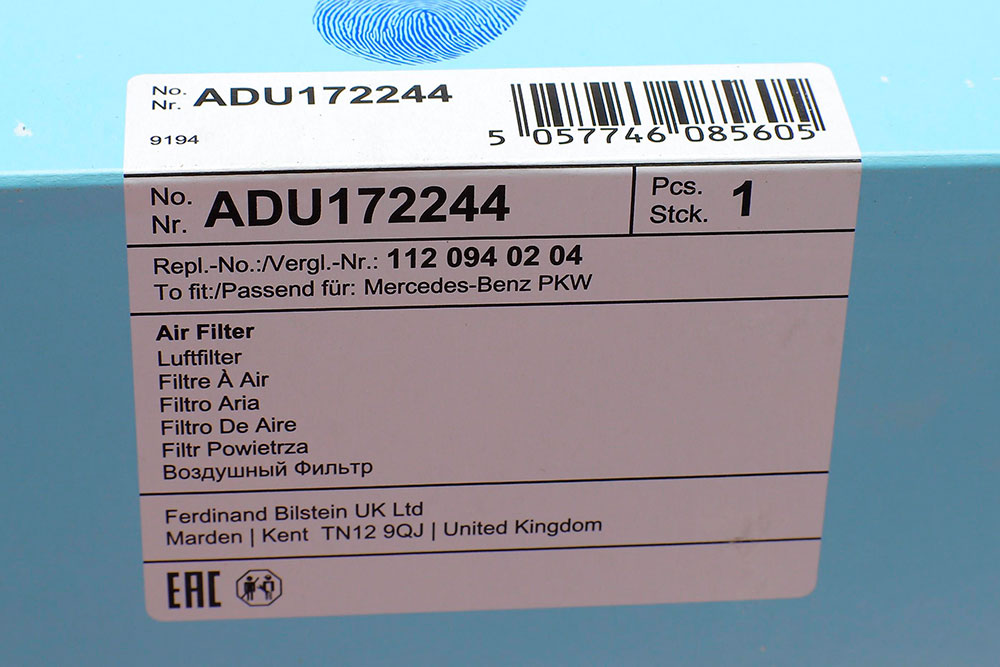 No.
Nr. ADU172244
9194
5 057746 085605
No.
Nr. ADU172244
Pcs.
Stck. 1
Repl.-No.:/Vergl.-Nr.: 112 094 02 04
To fit:/Passend für: Mercedes-Benz PKW
Air Filter
Luftfilter
Filtre À Air
Filtro Aria
Filtro De Aire
Filtr Powietrza
Воздушный Фильтр
Ferdinand Bilstein UK Ltd
Marden | Kent TN12 9QJ | United Kingdom
EAC